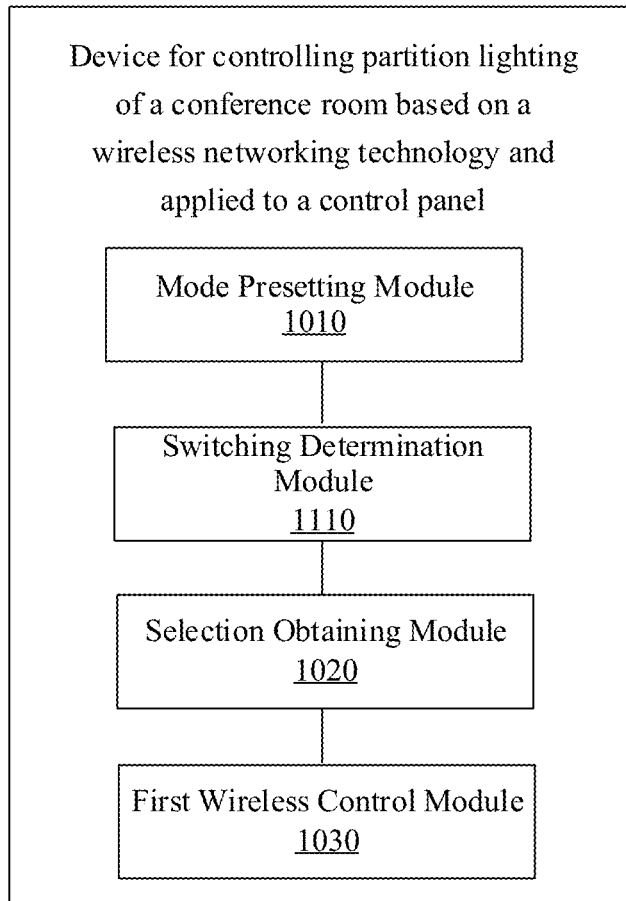 Device for controlling partition lighting
of a conference room based on a
wireless networking technology and
applied to a control panel
Mode Presetting Module
1010
Switching Determination
Module
1110
Selection Obtaining Module
1020
First Wireless Control Module
1030